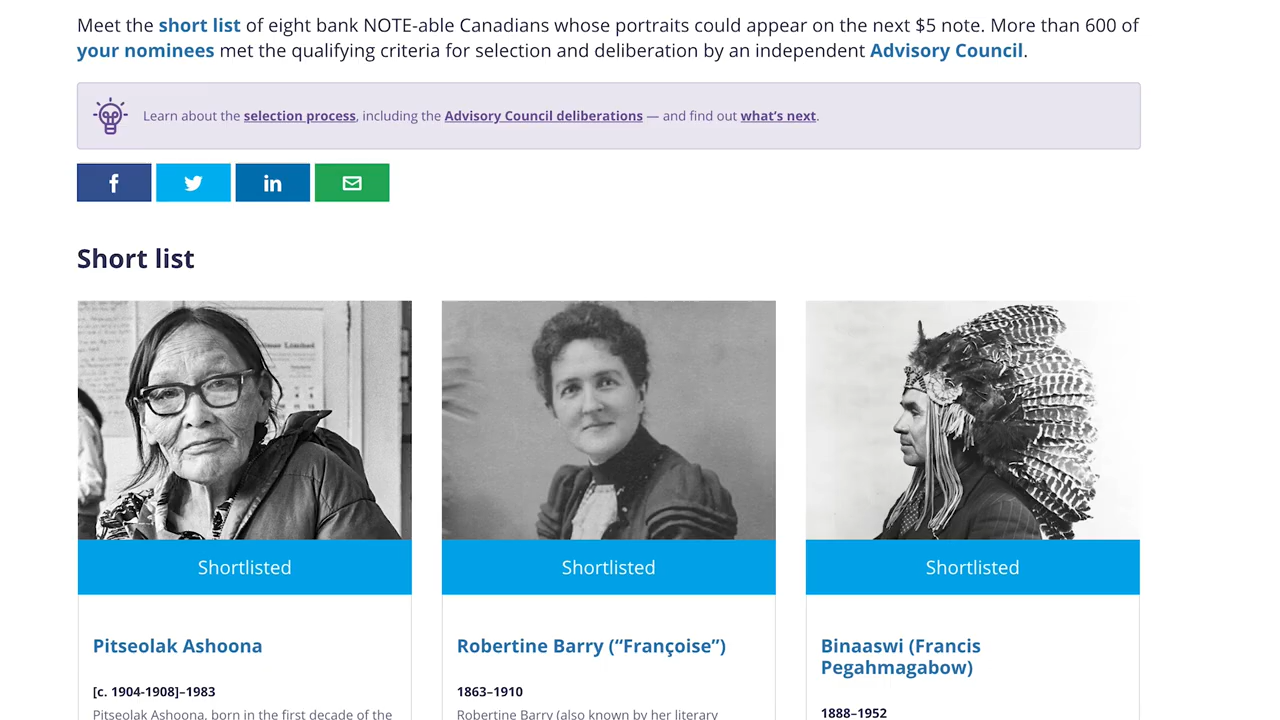 Meet the short list of eight bank NOTE-able Canadians whose portraits could appear on the next $5 note. More than 600 of
your nominees met the qualifying criteria for selection and deliberation by an independent Advisory Council.
Learn about the selection process, including the Advisory Council deliberations — and find out what's next.
f
in
Short list
Limited
Shortlisted
Shortlisted
Shortlisted
Pitseolak Ashoona
Robertine Barry (“Françoise”)
Binaaswi (Francis
Pegahmagabow)
[c. 1904-1908]–1983
1863–1910
1888–1952
Pitseolak Ashoona, born in the first decade of the
Robertine Barry (also known by her literary